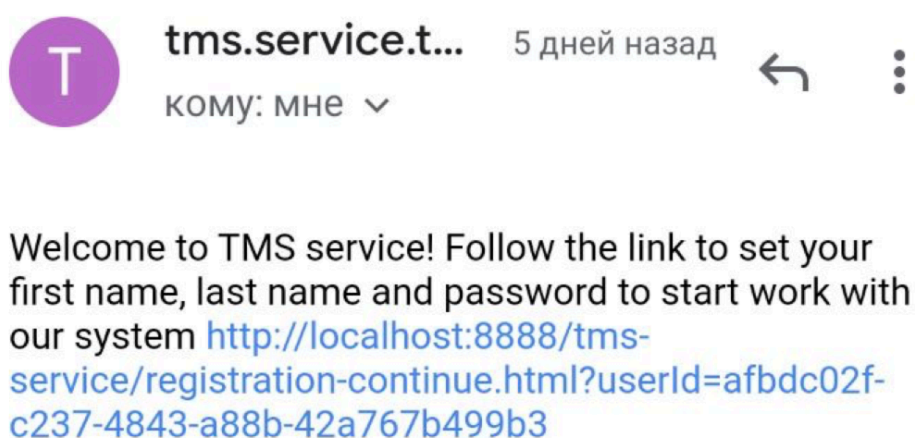 T
tms.service.t... 5 дней назад
кому: мне
Welcome to TMS service! Follow the link to set your
first name, last name and password to start work with
our system http://localhost:8888/tms-
service/registration-continue.html?userId=afbdc02f-
c237-4843-a88b-42a767b499b3